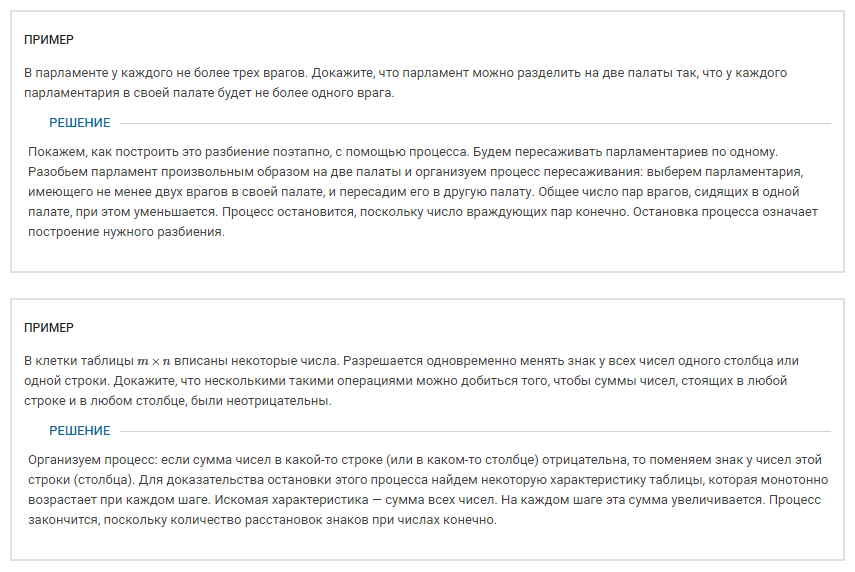 ПРИМЕР
В парламенте у каждого не более трех врагов. Докажите, что парламент можно разделить на две палаты так, что у каждого
парламентария в своей палате будет не более одного врага.
РЕШЕНИЕ
Покажем, как построить это разбиение поэтапно, с помощью процесса. Будем пересаживать парламентариев по одному.
Разобьем парламент произвольным образом на две палаты и организуем процесс пересаживания: выберем парламентария,
имеющего не менее двух врагов в своей палате, и пересадим его в другую палату. Общее число пар врагов, сидящих в одной
палате, при этом уменьшается. Процесс остановится, поскольку число враждующих пар конечно. Остановка процесса означает
построение нужного разбиения.
ПРИМЕР
В клетки таблицы m × n вписаны некоторые числа. Разрешается одновременно менять знак у всех чисел одного столбца или
одной строки. Докажите, что несколькими такими операциями можно добиться того, чтобы суммы чисел, стоящих в любой
строке и в любом столбце, были неотрицательны.
РЕШЕНИЕ
Организуем процесс: если сумма чисел в какой-то строке (или в каком-то столбце) отрицательна, то поменяем знак у чисел этой
строки (столбца). Для доказательства остановки этого процесса найдем некоторую характеристику таблицы, которая монотонно
возрастает при каждом шаге. Искомая характеристика — сумма всех чисел. На каждом шаге эта сумма увеличивается. Процесс
закончится, поскольку количество расстановок знаков при числах конечно.